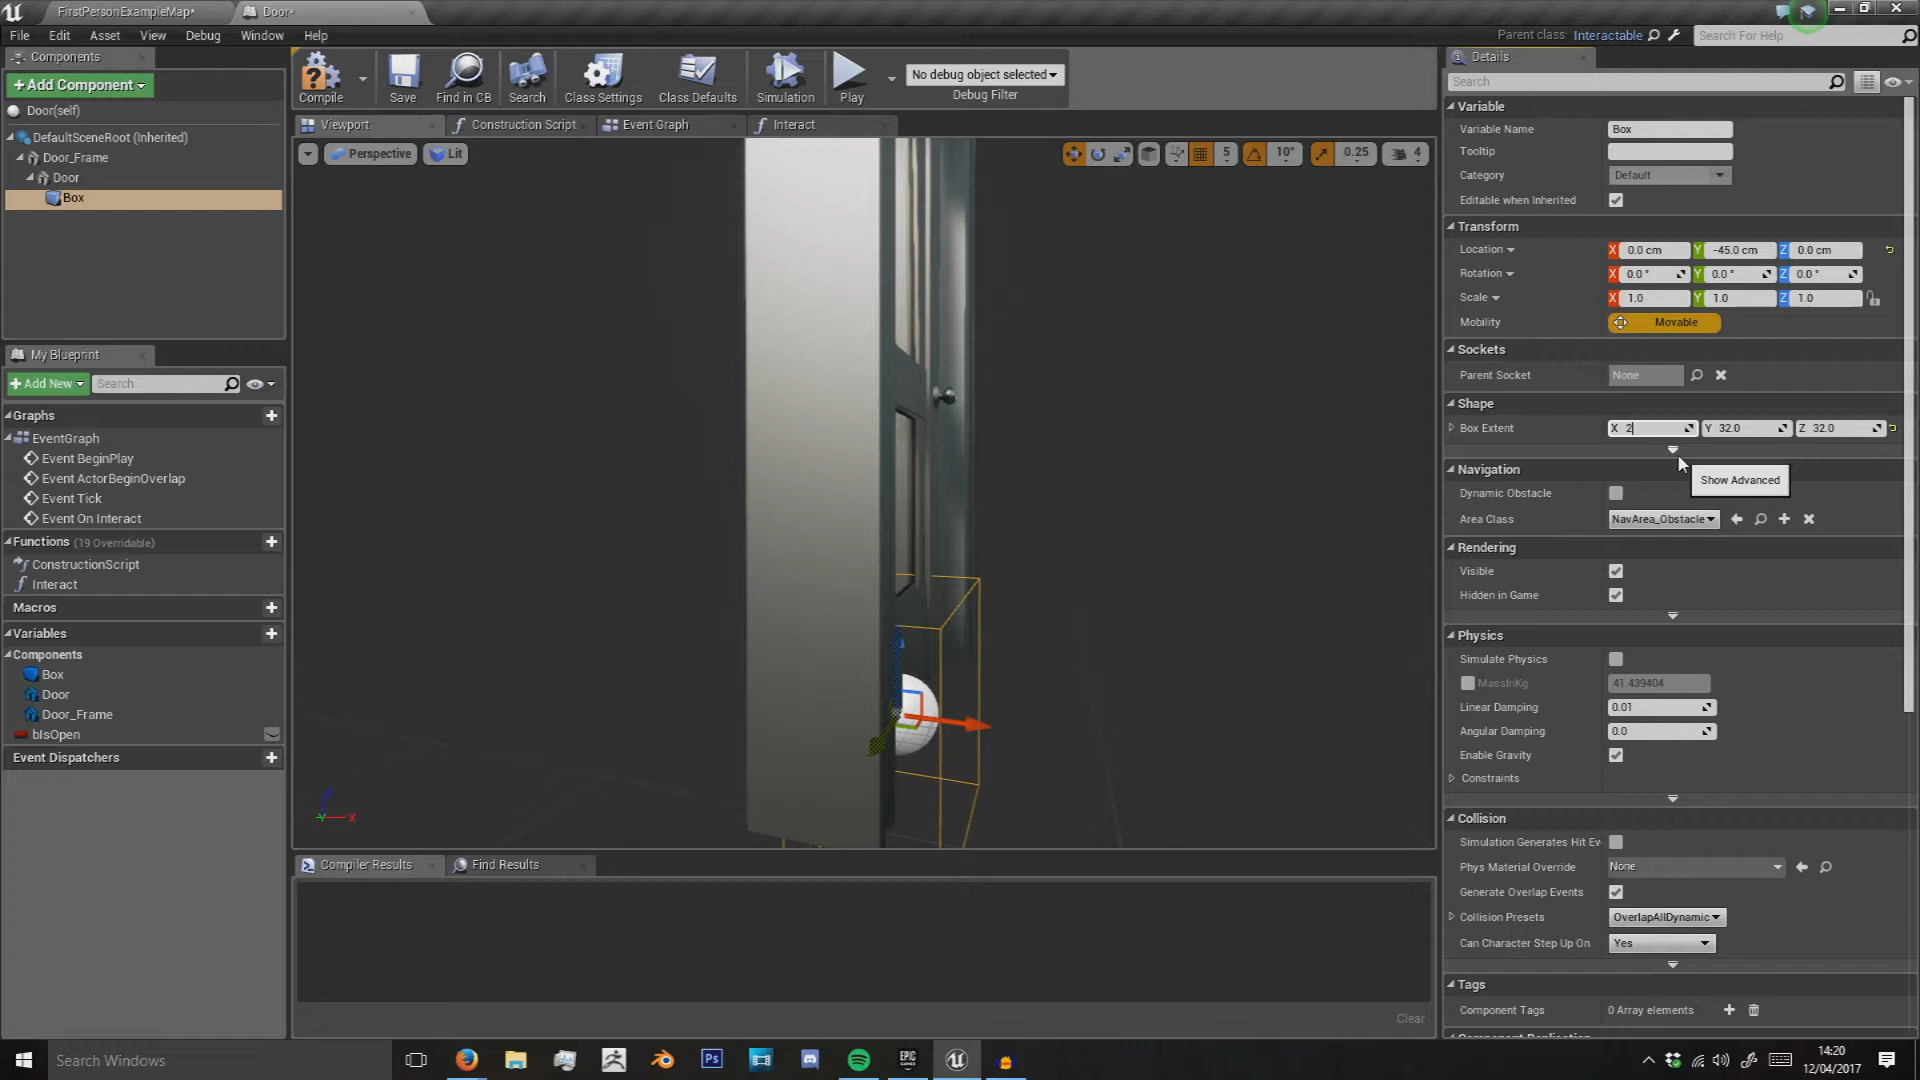 FirstPersonExampleMap*
Door*
File Edit Asset View Debug Window Help
Parent class: Interactable
Search For Help
Components
+Add Component
Door(self)
DefaultSceneRoot (Inherited)
Door_Frame
Door
Box
Compile
Save
Find in CB
Search
Class Settings
Class Defaults
Simulation
Play
No debug object selected
Debug Filter
Viewport
Construction Script
Event Graph
Interact
Perspective
Lit
5
10°
0.25
4
My Blueprint
+Add New
Search
Graphs
EventGraph
Event BeginPlay
Event ActorBeginOverlap
Event Tick
Event On Interact
Functions (19 Overridable)
ConstructionScript
Interact
Macros
Variables
Components
Box
Door
Door_Frame
bIsOpen
Event Dispatchers
Z
Y
X
Compiler Results
Find Results
Clear
Details
Search
Variable
Variable Name Box
Tooltip
Category Default
Editable when Inherited
Transform
Location X 0.0 cm Y -45.0 cm Z 0.0 cm
Rotation X 0.0 ° Y 0.0 ° Z 0.0 °
Scale X 1.0 Y 1.0 Z 1.0
Mobility Movable
Sockets
Parent Socket None
Shape
Box Extent X 2 Y 32.0 Z 32.0
Show Advanced
Navigation
Dynamic Obstacle
Area Class NavArea_Obstacle
Rendering
Visible
Hidden in Game
Physics
Simulate Physics
MassInKg 41.439404
Linear Damping 0.01
Angular Damping 0.0
Enable Gravity
Constraints
Collision
Simulation Generates Hit Ev
Phys Material Override None
Generate Overlap Events
Collision Presets OverlapAllDynamic
Can Character Step Up On Yes
Tags
Component Tags 0 Array elements
Component Replication
Search Windows
Ps
EPIC GAMES
14:20
12/04/2017